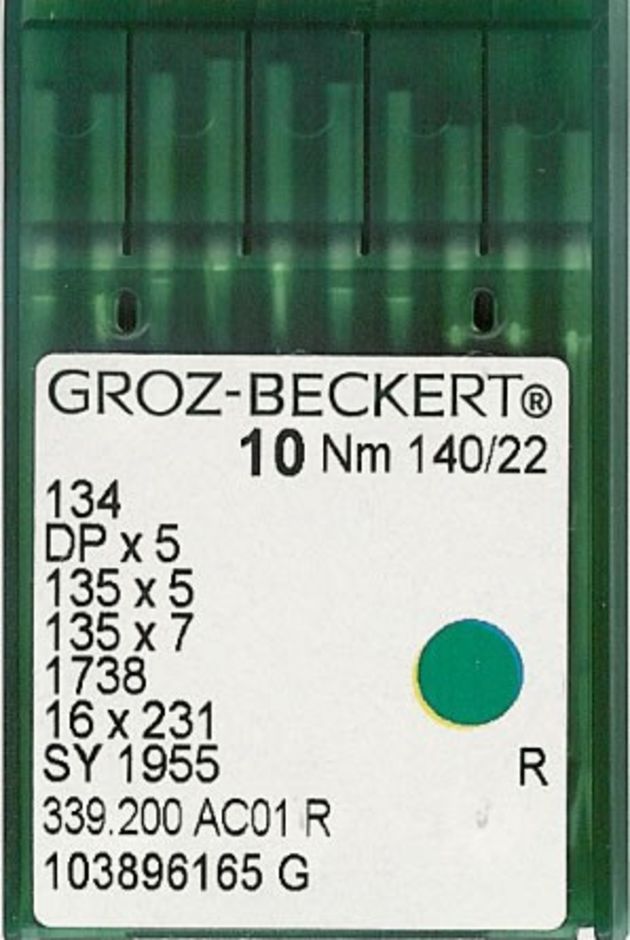 GROZ-BECKERT®
10 Nm 140/22
134
DP x 5
135 x 5
135 x 7
1738
16 x 231
SY 1955
R
339.200 AC01 R
103896165 G